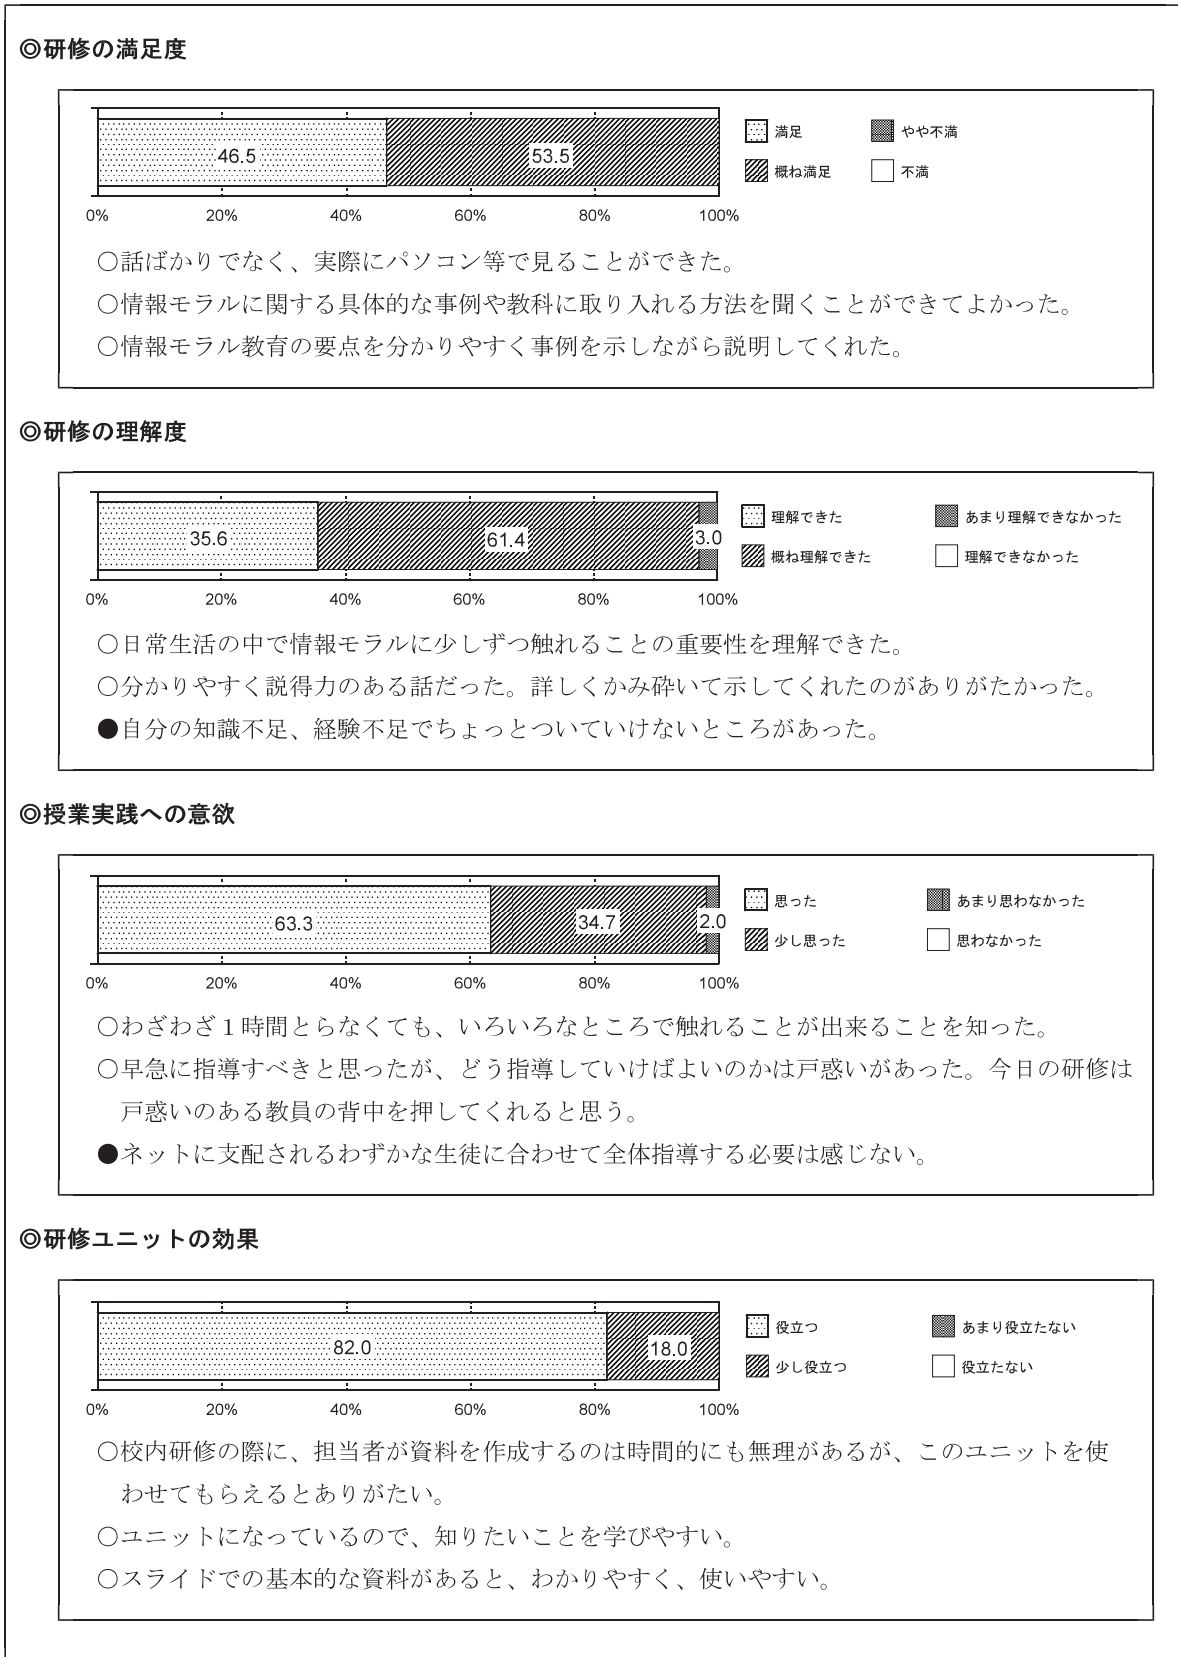 ◎研修の満足度
46.5 53.5
満足 やや不満
概ね満足 不満
0% 20% 40% 60% 80% 100%
○話ばかりでなく、実際にパソコン等で見ることができた。
○情報モラルに関する具体的な事例や教科に取り入れる方法を聞くことができてよかった。
○情報モラル教育の要点を分かりやすく事例を示しながら説明してくれた。
◎研修の理解度
35.6 61.4 3.0
理解できた あまり理解できなかった
概ね理解できた 理解できなかった
0% 20% 40% 60% 80% 100%
○日常生活の中で情報モラルに少しずつ触れることの重要性を理解できた。
○分かりやすく説得力のある話だった。詳しくかみ砕いて示してくれたのがありがたかった。
●自分の知識不足、経験不足でちょっとついていけないところがあった。
◎授業実践への意欲
63.3 34.7 2.0
思った あまり思わなかった
少し思った 思わなかった
0% 20% 40% 60% 80% 100%
○わざわざ１時間とらなくても、いろいろなところで触れることが出来ることを知った。
○早急に指導すべきと思ったが、どう指導していけばよいのかは戸惑いがあった。今日の研修は
戸惑いのある教員の背中を押してくれると思う。
●ネットに支配されるわずかな生徒に合わせて全体指導する必要は感じない。
◎研修ユニットの効果
82.0 18.0
役立つ あまり役立たない
少し役立つ 役立たない
0% 20% 40% 60% 80% 100%
○校内研修の際に、担当者が資料を作成するのは時間的にも無理があるが、このユニットを使
わせてもらえるとありがたい。
○ユニットになっているので、知りたいことを学びやすい。
○スライドでの基本的な資料があると、わかりやすく、使いやすい。